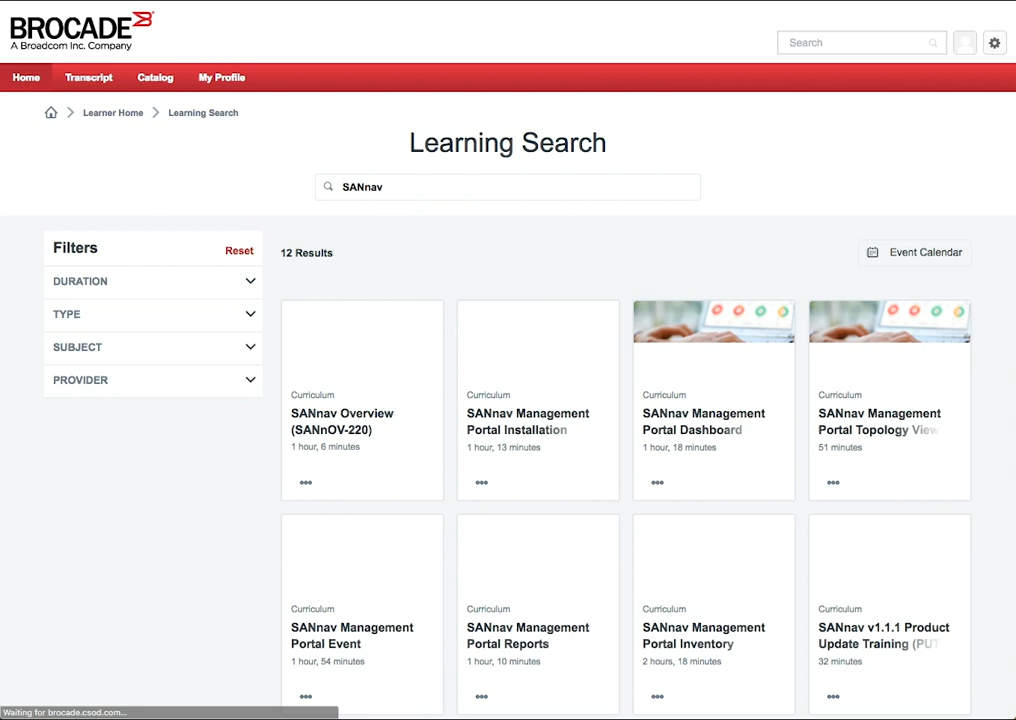 BROCADE
A Broadcom Inc. Company
Search
Home
Transcript
Catalog
My Profile
Learner Home
Learning Search
Learning Search
SANnav
Filters
Reset
DURATION
TYPE
SUBJECT
PROVIDER
12 Results
Event Calendar
Curriculum
SANnav Overview
(SANnOV-220)
1 hour, 6 minutes
Curriculum
SANnav Management
Portal Installation
1 hour, 13 minutes
Curriculum
SANnav Management
Portal Dashboard
1 hour, 18 minutes
Curriculum
SANnav Management
Portal Topology View
51 minutes
Curriculum
SANnav Management
Portal Event
1 hour, 54 minutes
Curriculum
SANnav Management
Portal Reports
1 hour, 10 minutes
Curriculum
SANnav Management
Portal Inventory
2 hours, 18 minutes
Curriculum
SANnav v1.1.1 Product
Update Training (PUT
32 minutes
Waiting for brocade.csod.com...